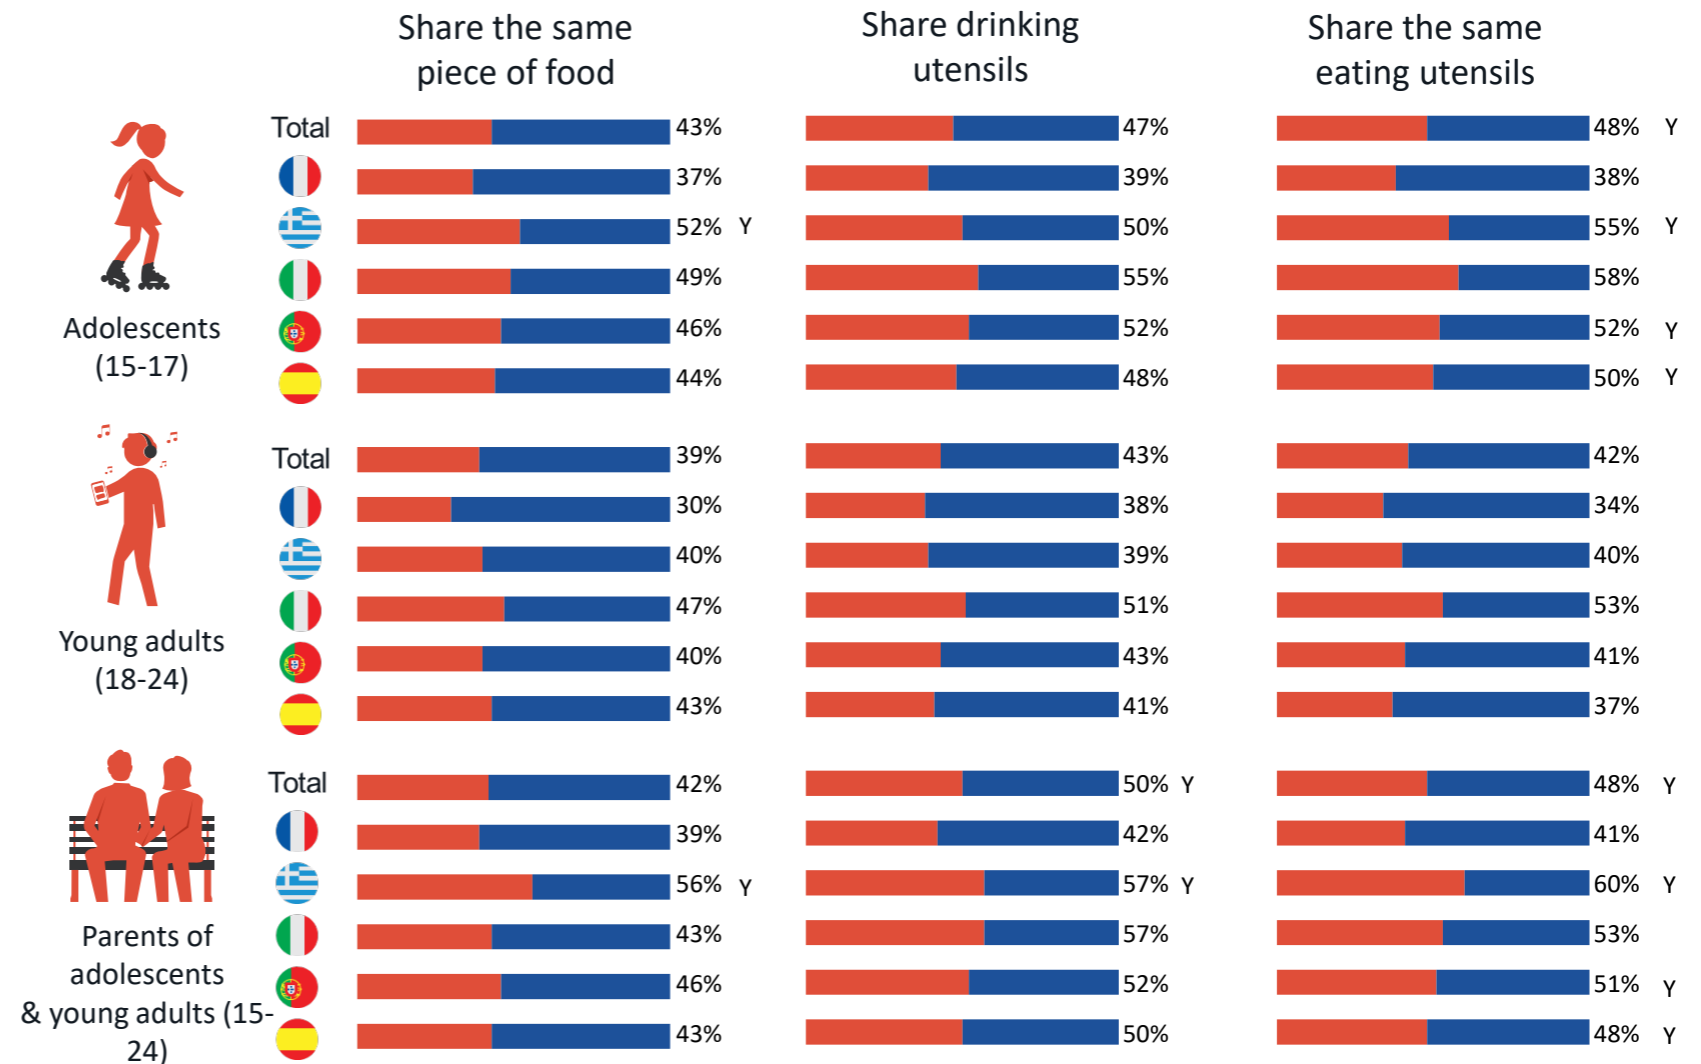 Share the same
piece of food
Share drinking
utensils
Share the same
eating utensils
Total 43% 47% 48% Y
37% 39% 38%
52% Y 50% 55% Y
49% 55% 58%
46% 52% 52% Y
44% 48% 50% Y
Adolescents
(15-17)
Total 39% 43% 42%
30% 38% 34%
40% 39% 40%
47% 51% 53%
40% 43% 41%
43% 41% 37%
Young adults
(18-24)
Total 42% 50% Y 48% Y
39% 42% 41%
56% Y 57% Y 60% Y
43% 57% 53%
46% 52% 51% Y
43% 50% 48% Y
Parents of
adolescents
& young adults (15-
24)